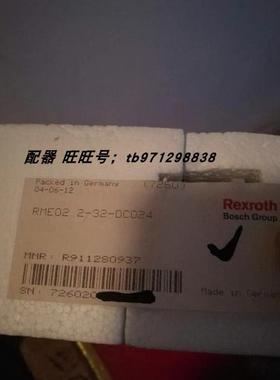 配器 旺旺号：tb971298838
Packed in Germany (7260)
04-06-12
RME02.2-32-DC024
Rexroth
Bosch Group
MNR: R911280937
SN: 726020
Made in Germany